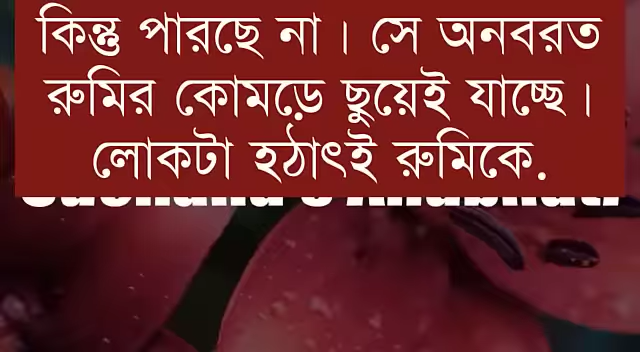 কিন্তু পারছে না। সে অনবরত
রুমির কোমড়ে ছুয়েই যাচ্ছে।
লোকটা হঠাৎই রুমিকে.